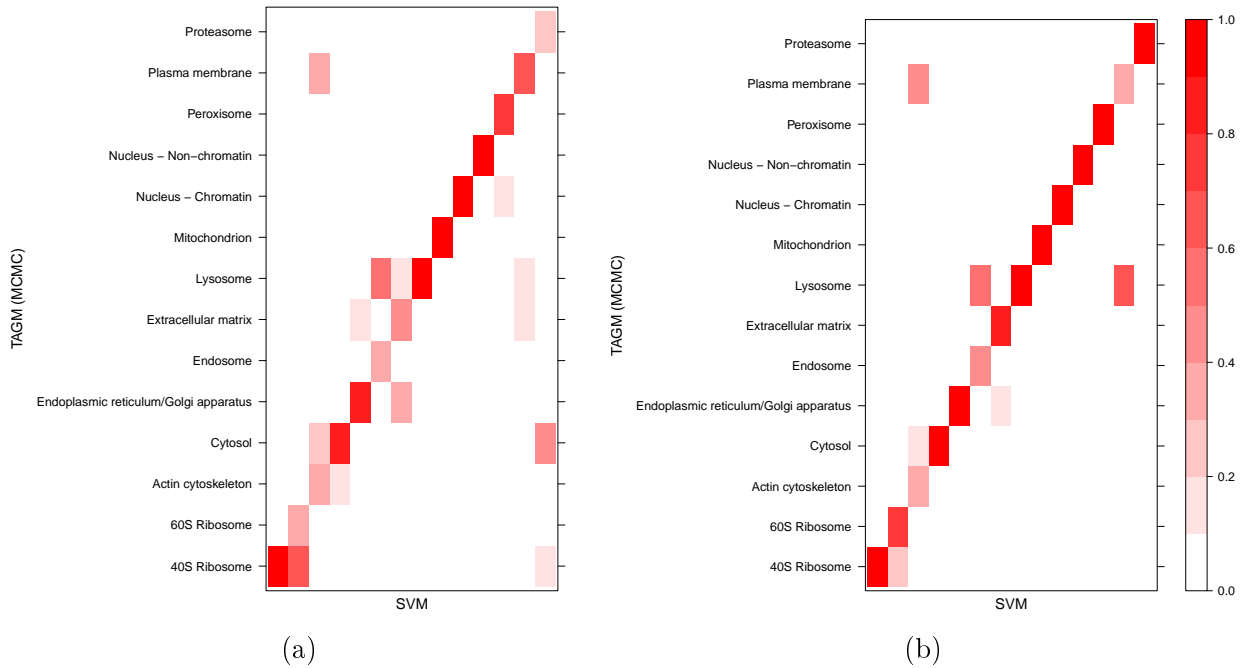 Proteasome
Plasma membrane
Peroxisome
Nucleus − Non−chromatin
Nucleus − Chromatin
Mitochondrion
Lysosome
Extracellular matrix
Endosome
Endoplasmic reticulum/Golgi apparatus
Cytosol
Actin cytoskeleton
60S Ribosome
40S Ribosome
TAGM (MCMC)
SVM
(a)
Proteasome
Plasma membrane
Peroxisome
Nucleus − Non−chromatin
Nucleus − Chromatin
Mitochondrion
Lysosome
Extracellular matrix
Endosome
Endoplasmic reticulum/Golgi apparatus
Cytosol
Actin cytoskeleton
60S Ribosome
40S Ribosome
TAGM (MCMC)
SVM
(b)
1.0
0.8
0.6
0.4
0.2
0.0